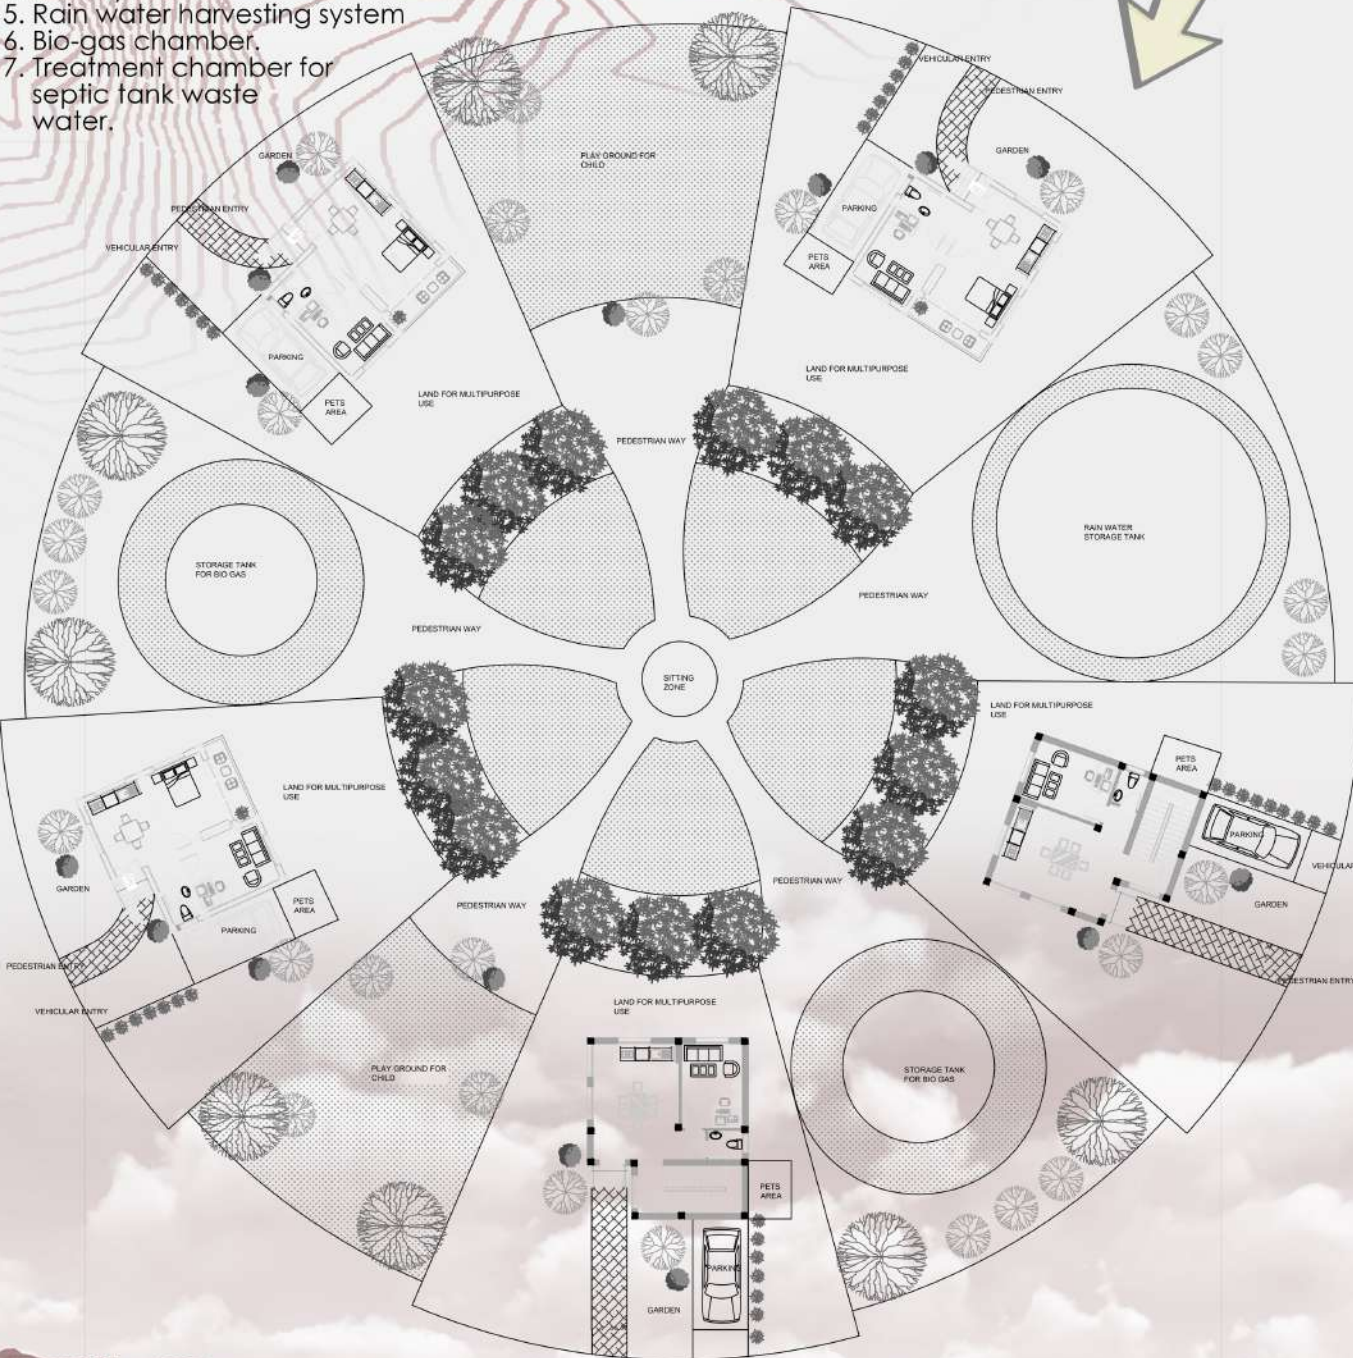 5. Rain water harvesting system
6. Bio-gas chamber.
7. Treatment chamber for
septic tank waste
water.
VEHICULAR ENTRY
PEDESTRIAN ENTRY
GARDEN
PARKING
PETS
AREA
LAND FOR MULTIPURPOSE
USE
PLAY GROUND FOR
CHILD
GARDEN
PEDESTRIAN ENTRY
VEHICULAR ENTRY
PARKING
PETS
AREA
LAND FOR MULTIPURPOSE
USE
PEDESTRIAN WAY
RAIN WATER
STORAGE TANK
STORAGE TANK
FOR BIO GAS
PEDESTRIAN WAY
PEDESTRIAN WAY
SITTING
ZONE
LAND FOR MULTIPURPOSE
USE
PETS
AREA
PARKING
VEHICULAR
GARDEN
PEDESTRIAN ENTRY
LAND FOR MULTIPURPOSE
USE
GARDEN
PETS
AREA
PARKING
PEDESTRIAN ENTRY
VEHICULAR ENTRY
PEDESTRIAN WAY
PEDESTRIAN WAY
LAND FOR MULTIPURPOSE
USE
PLAY GROUND FOR
CHILD
STORAGE TANK
FOR BIO GAS
PETS
AREA
PARKING
GARDEN